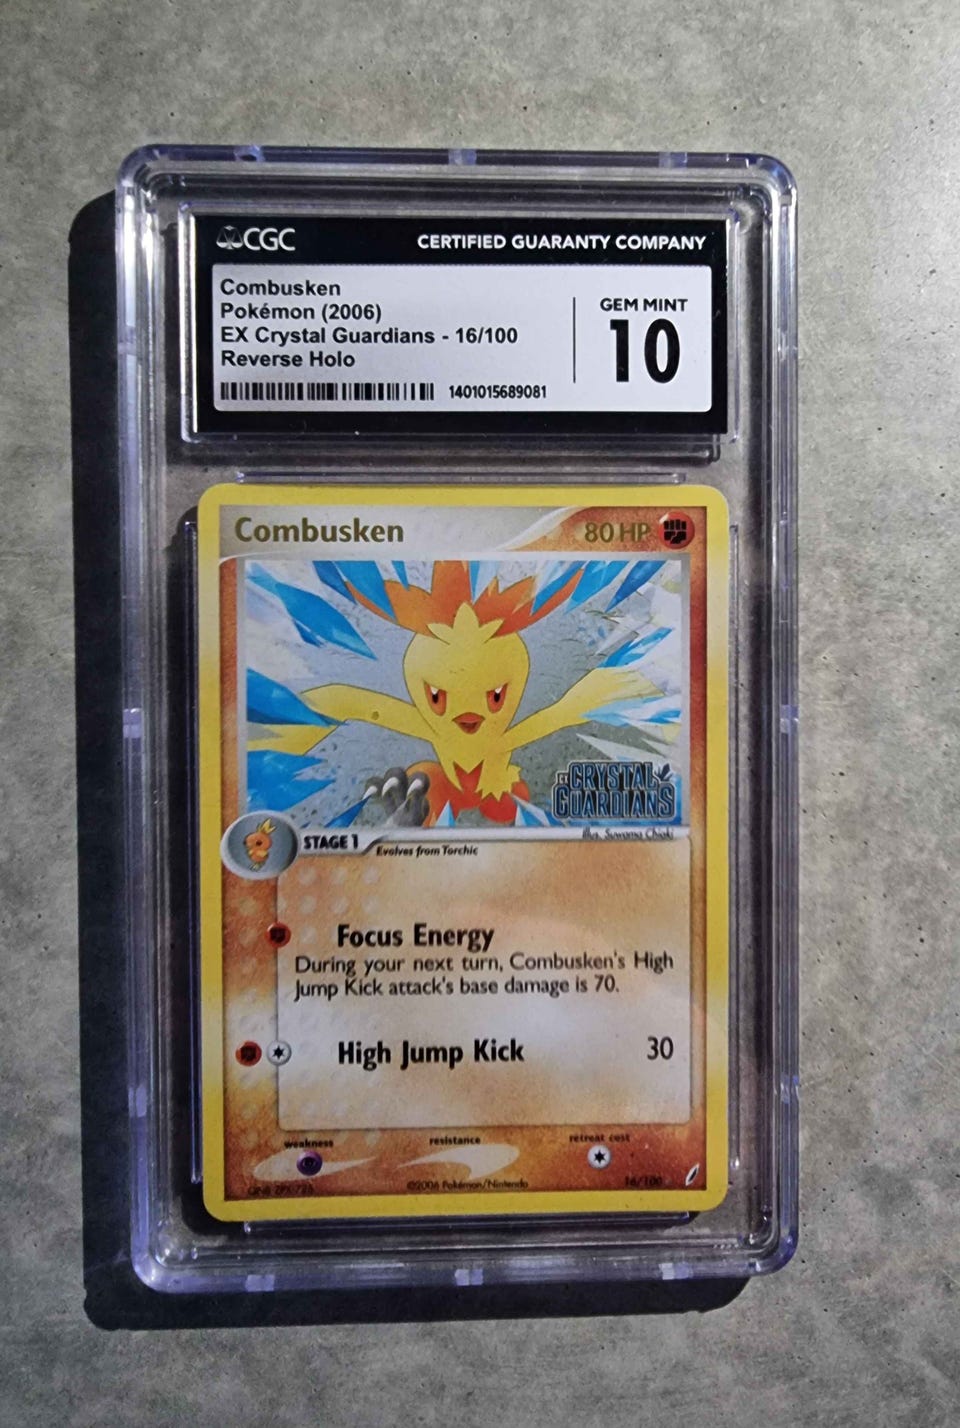 CGC CERTIFIED GUARANTY COMPANY
Combusken
Pokémon (2006)
EX Crystal Guardians - 16/100
Reverse Holo
1401015689081
GEM MINT
10
Combusken 80 HP
EX CRYSTAL
GUARDIANS
Illus. Suwama Chiaki
STAGE 1
Evolves from Torchic
Focus Energy
During your next turn, Combusken's High
Jump Kick attack's base damage is 70.
High Jump Kick 30
weakness resistance retreat cost
©2006 Pokémon/Nintendo 16/100